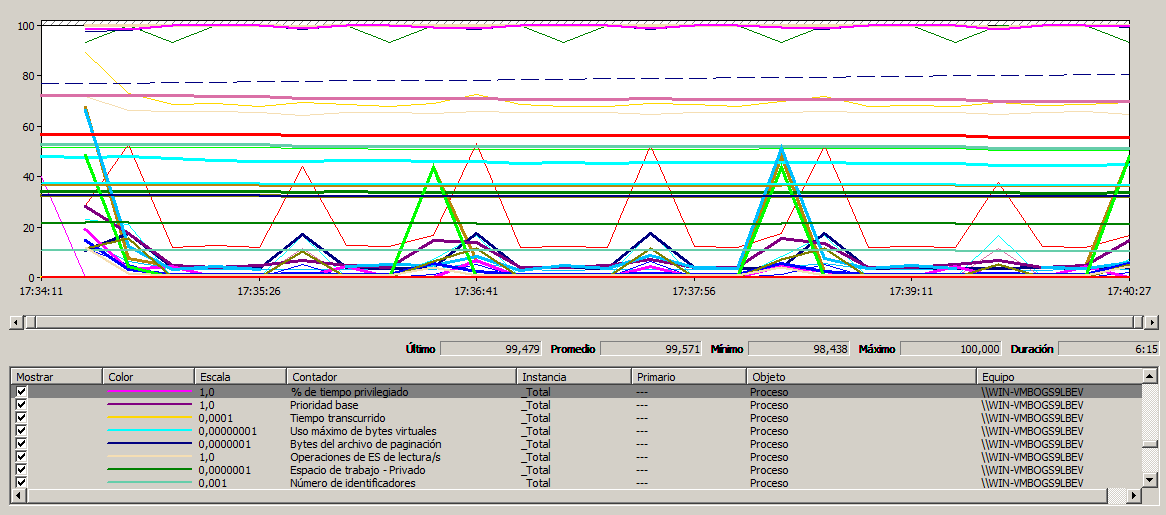 100
80
60
40
20
0
17:34:11 17:35:26 17:36:41 17:37:56 17:39:11 17:40:27
Último 99,479 Promedio 99,571 Mínimo 98,438 Máximo 100,000 Duración 6:15
Mostrar Color Escala Contador Instancia Primario Objeto Equipo
1,0 % de tiempo privilegiado _Total --- Proceso \\WIN-VMBOGS9LBEV
1,0 Prioridad base _Total --- Proceso \\WIN-VMBOGS9LBEV
0,0001 Tiempo transcurrido _Total --- Proceso \\WIN-VMBOGS9LBEV
0,00000001 Uso máximo de bytes virtuales _Total --- Proceso \\WIN-VMBOGS9LBEV
0,0000001 Bytes del archivo de paginación _Total --- Proceso \\WIN-VMBOGS9LBEV
1,0 Operaciones de ES de lectura/s _Total --- Proceso \\WIN-VMBOGS9LBEV
0,0000001 Espacio de trabajo - Privado _Total --- Proceso \\WIN-VMBOGS9LBEV
0,001 Número de identificadores _Total --- Proceso \\WIN-VMBOGS9LBEV